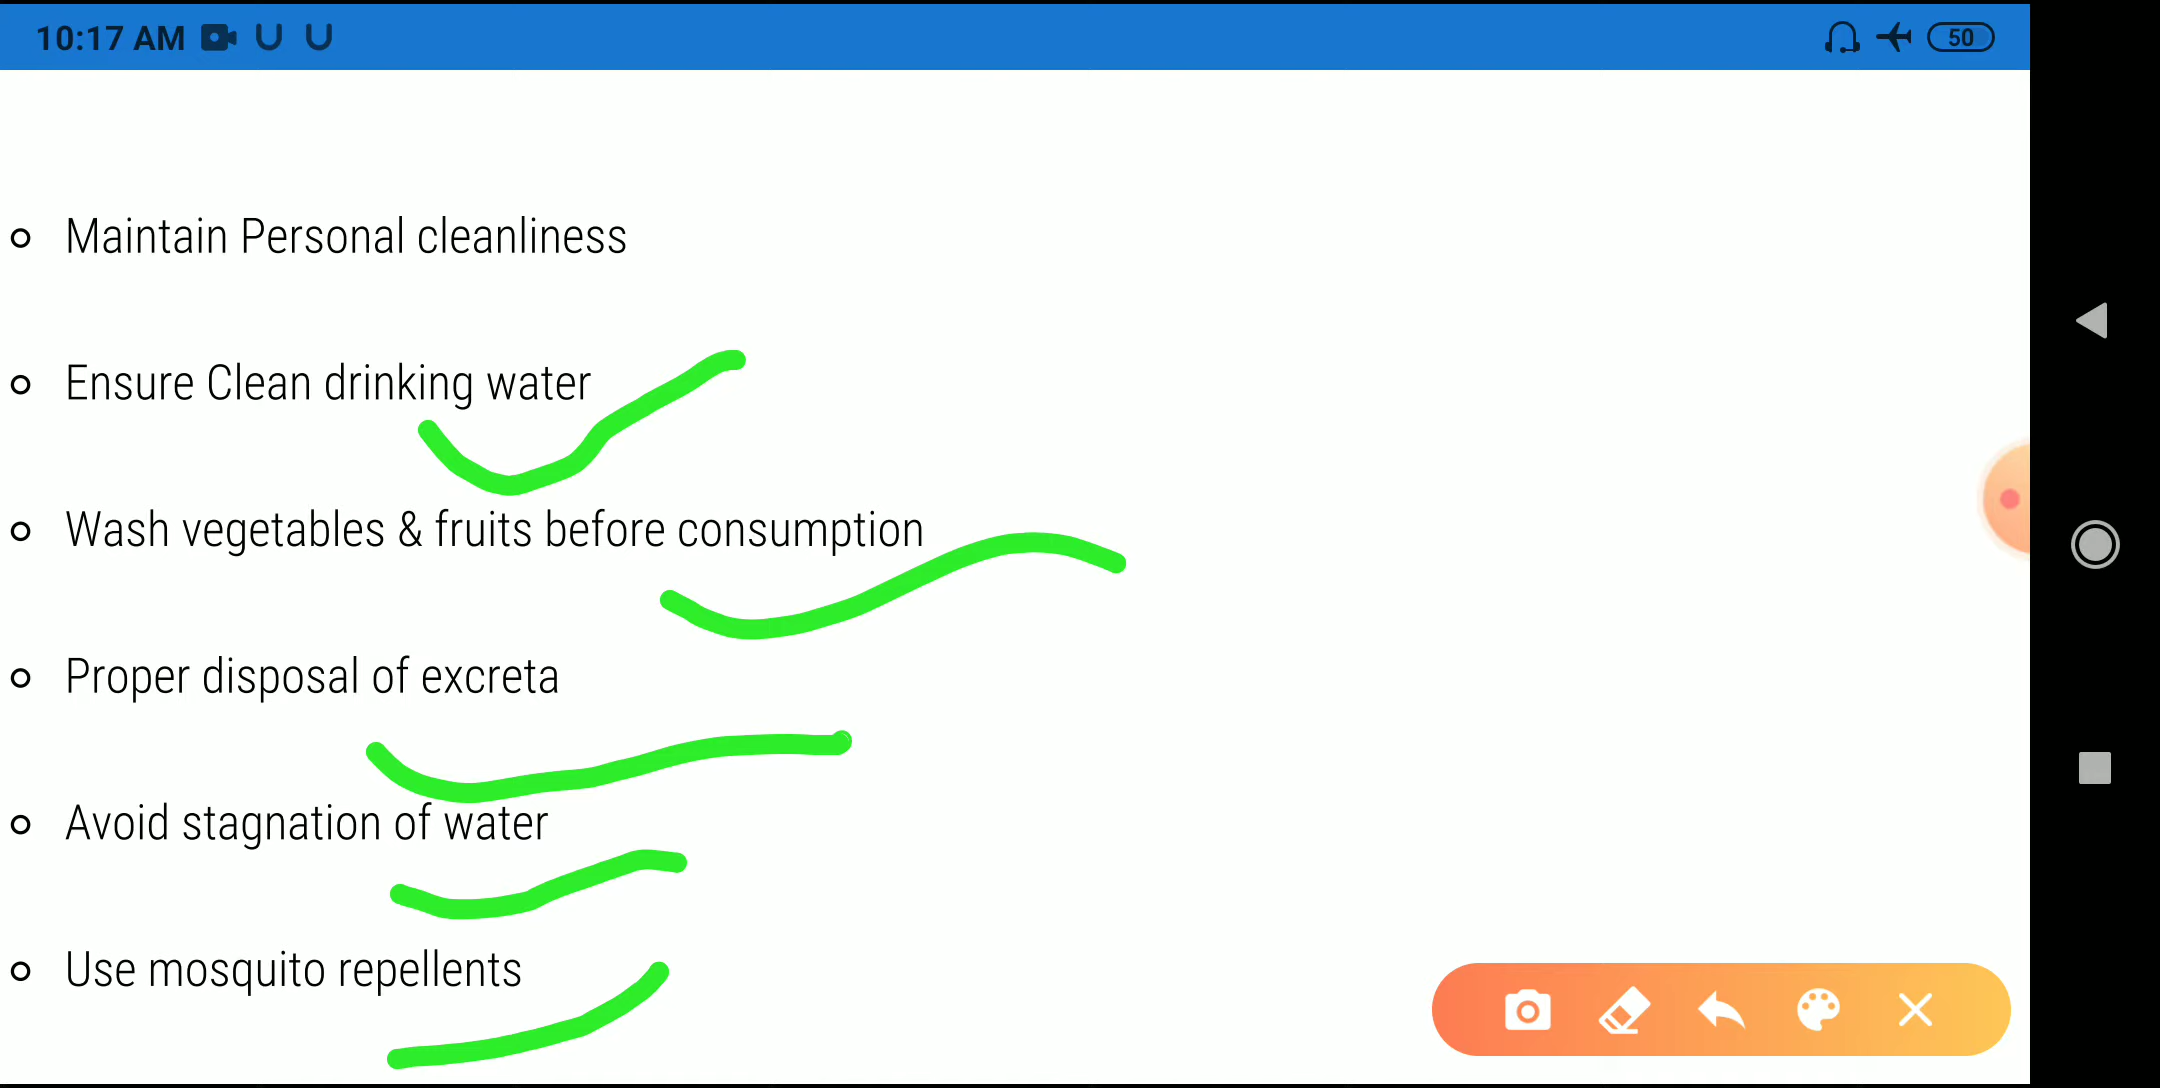 10:17 AM
50
Maintain Personal cleanliness
Ensure Clean drinking water
Wash vegetables & fruits before consumption
Proper disposal of excreta
Avoid stagnation of water
Use mosquito repellents